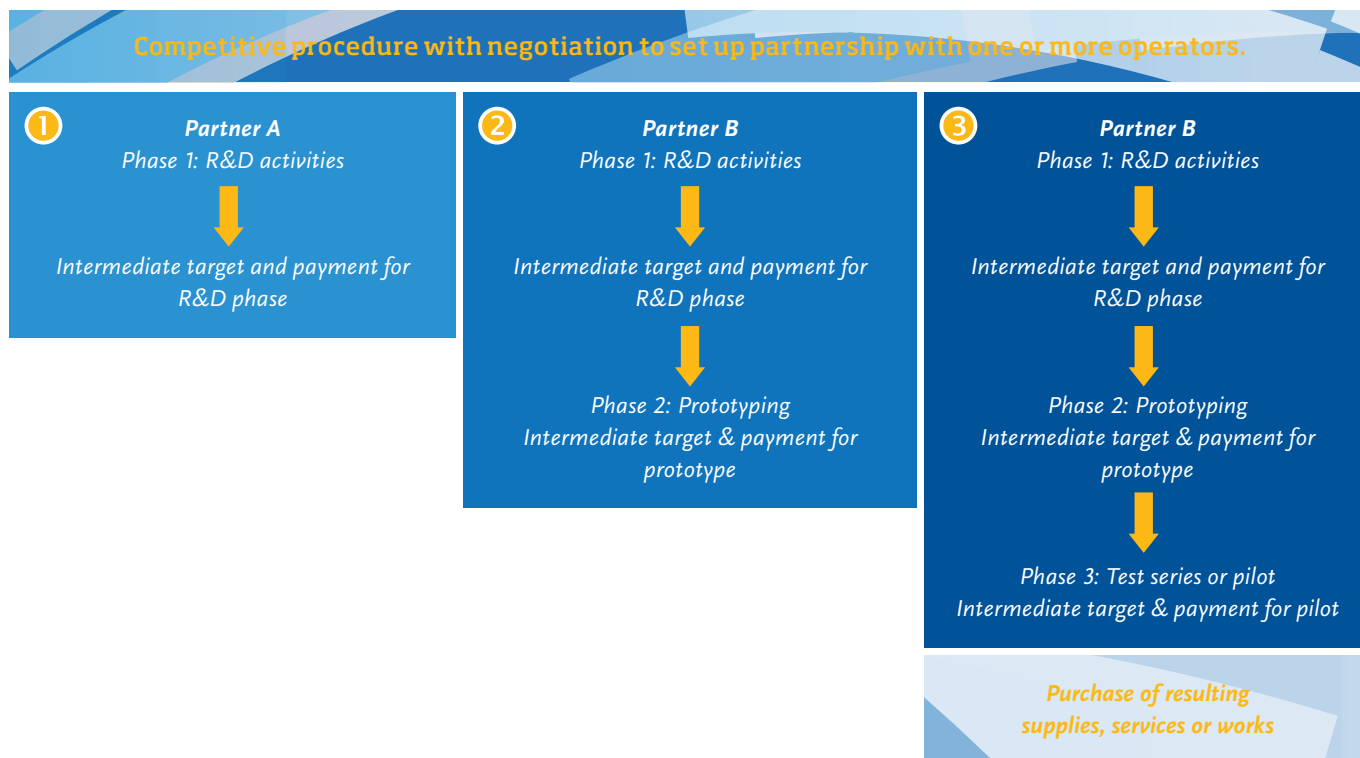 Competitive procedure with negotiation to set up partnership with one or more operators.
1
Partner A
Phase 1: R&D activities
Intermediate target and payment for
R&D phase
2
Partner B
Phase 1: R&D activities
Intermediate target and payment for
R&D phase
Phase 2: Prototyping
Intermediate target & payment for
prototype
3
Partner B
Phase 1: R&D activities
Intermediate target and payment for
R&D phase
Phase 2: Prototyping
Intermediate target & payment for
prototype
Phase 3: Test series or pilot
Intermediate target & payment for pilot
Purchase of resulting
supplies, services or works